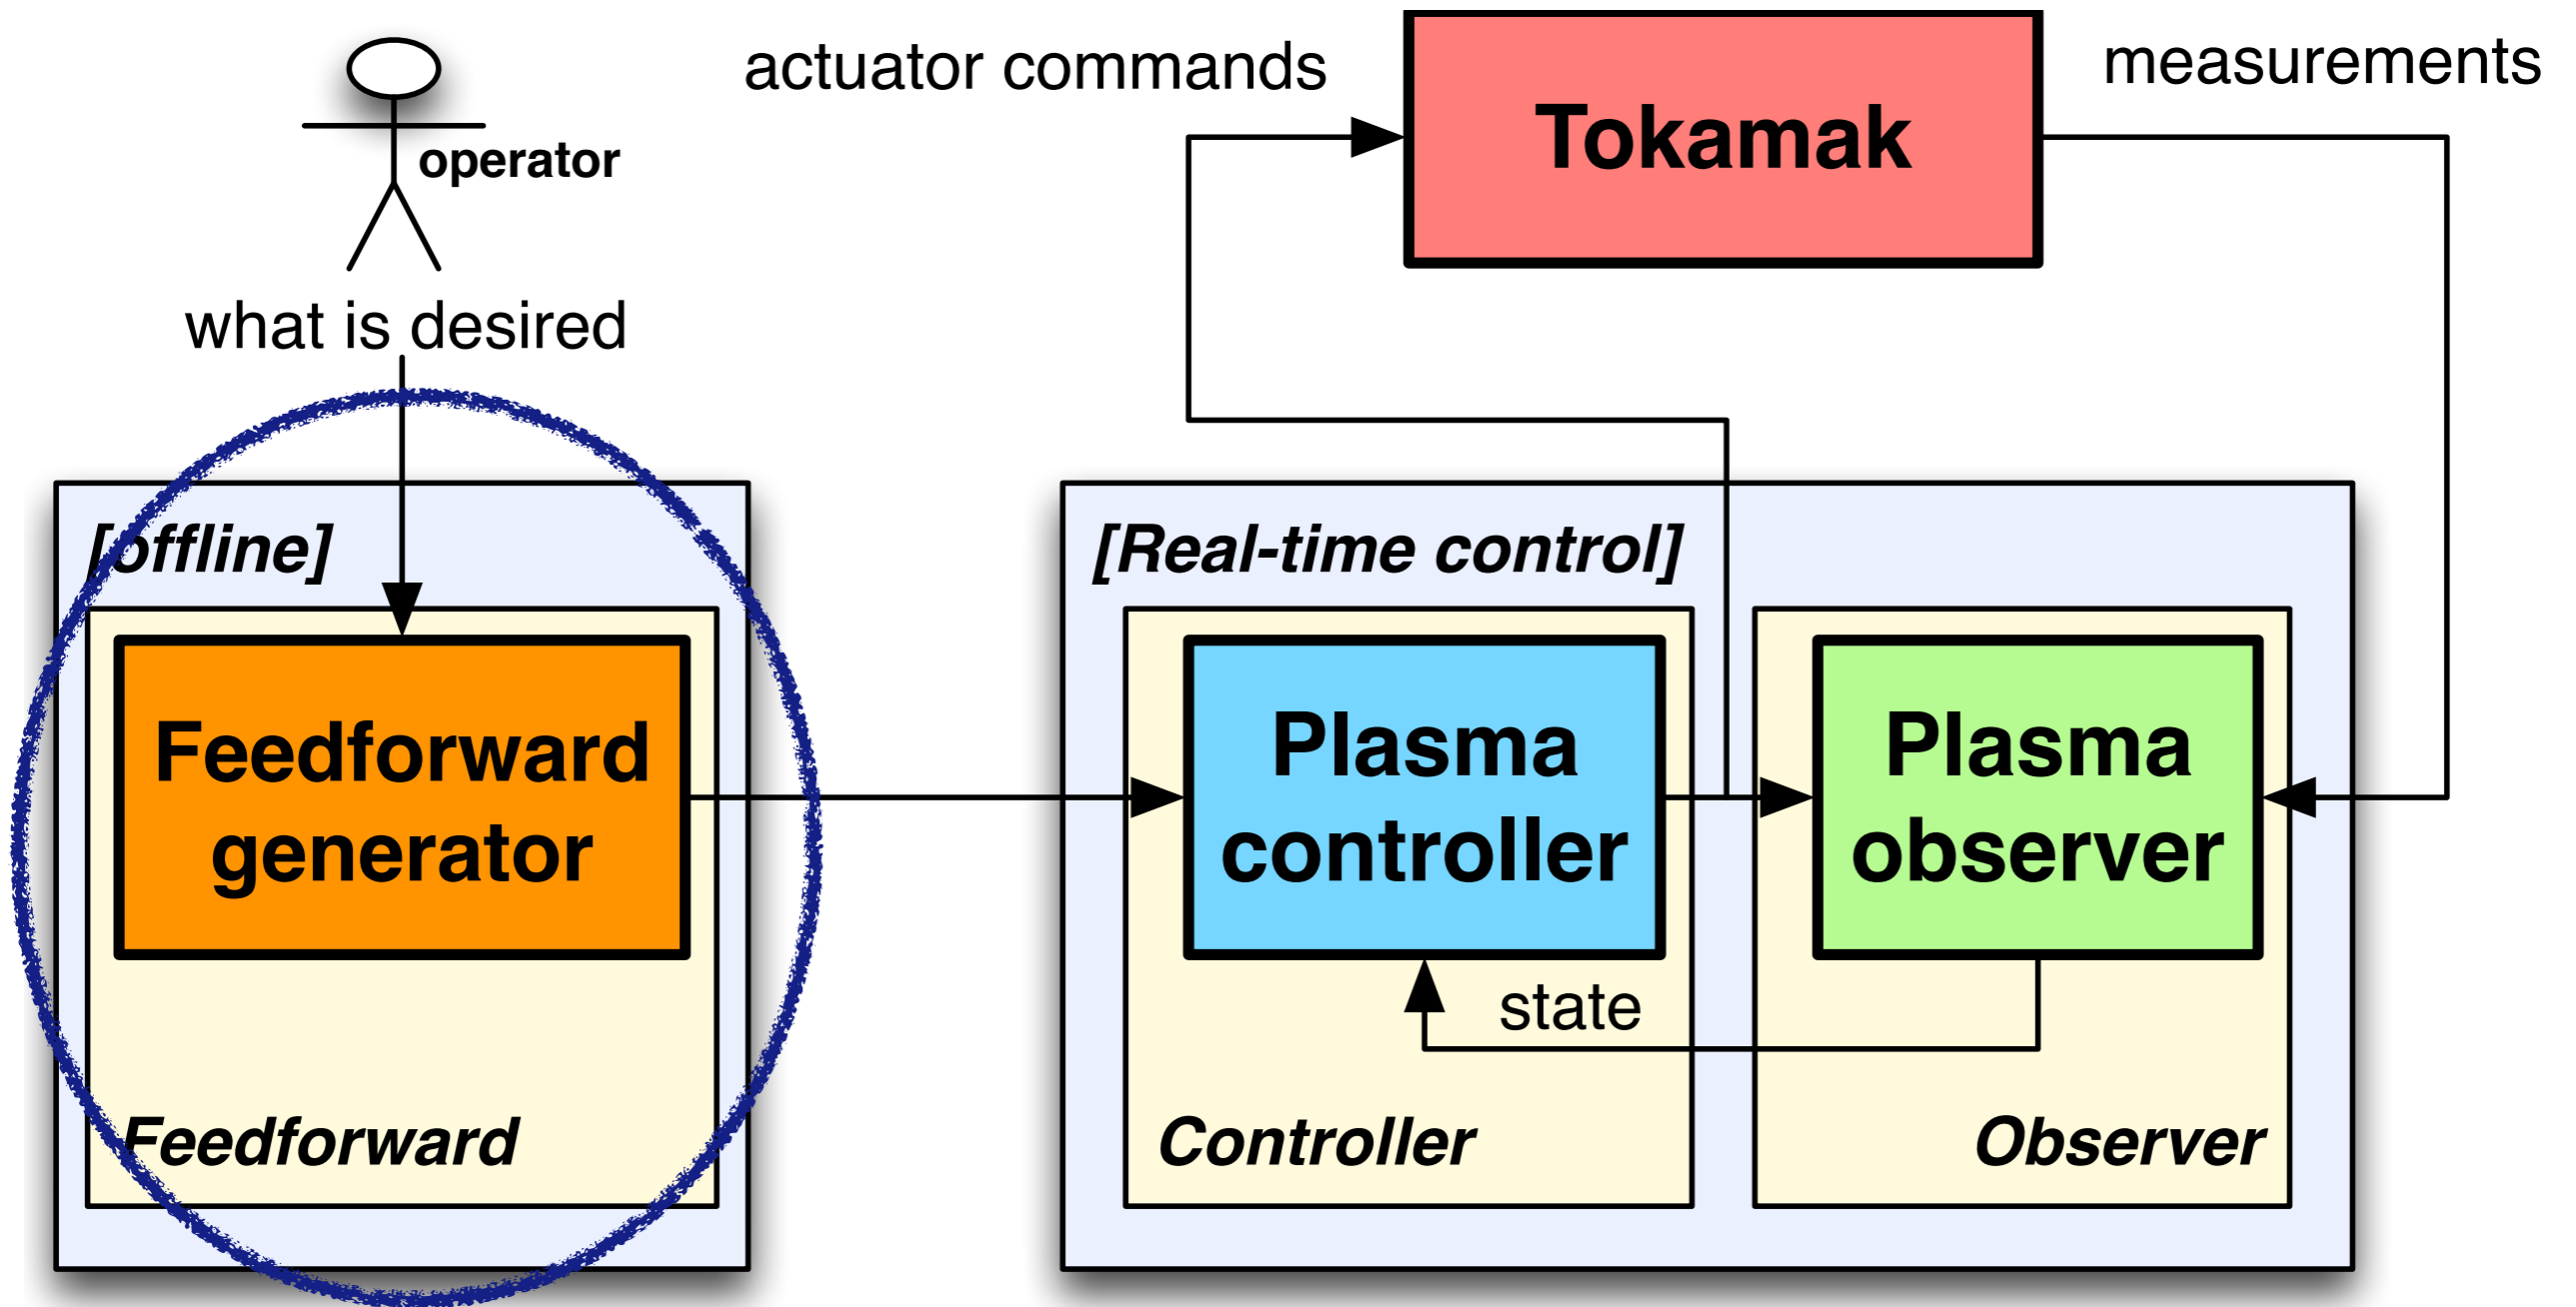 actuator commands
Tokamak
measurements
operator
what is desired
[offline]
Feedforward
generator
Feedforward
[Real-time control]
Plasma
controller
state
Controller
Plasma
observer
Observer